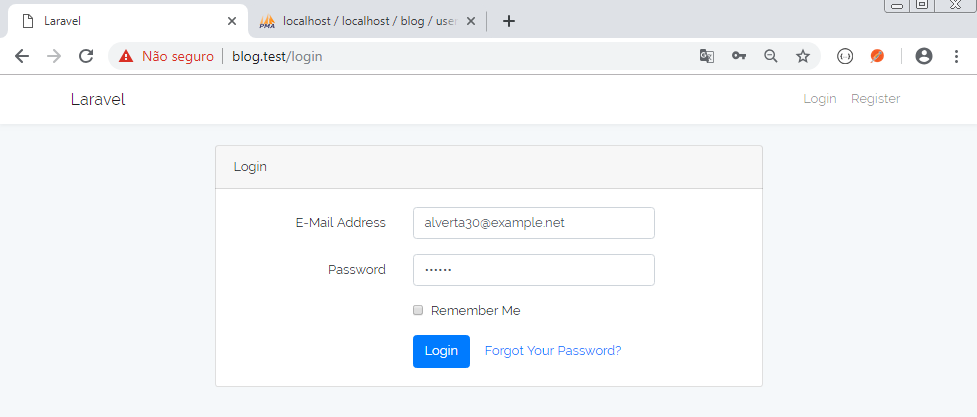 Laravel
localhost / localhost / blog / user
Não seguro
blog.test/login
Laravel
Login
Register
Login
E-Mail Address
alverta30@example.net
Password
••••••
Remember Me
Login
Forgot Your Password?